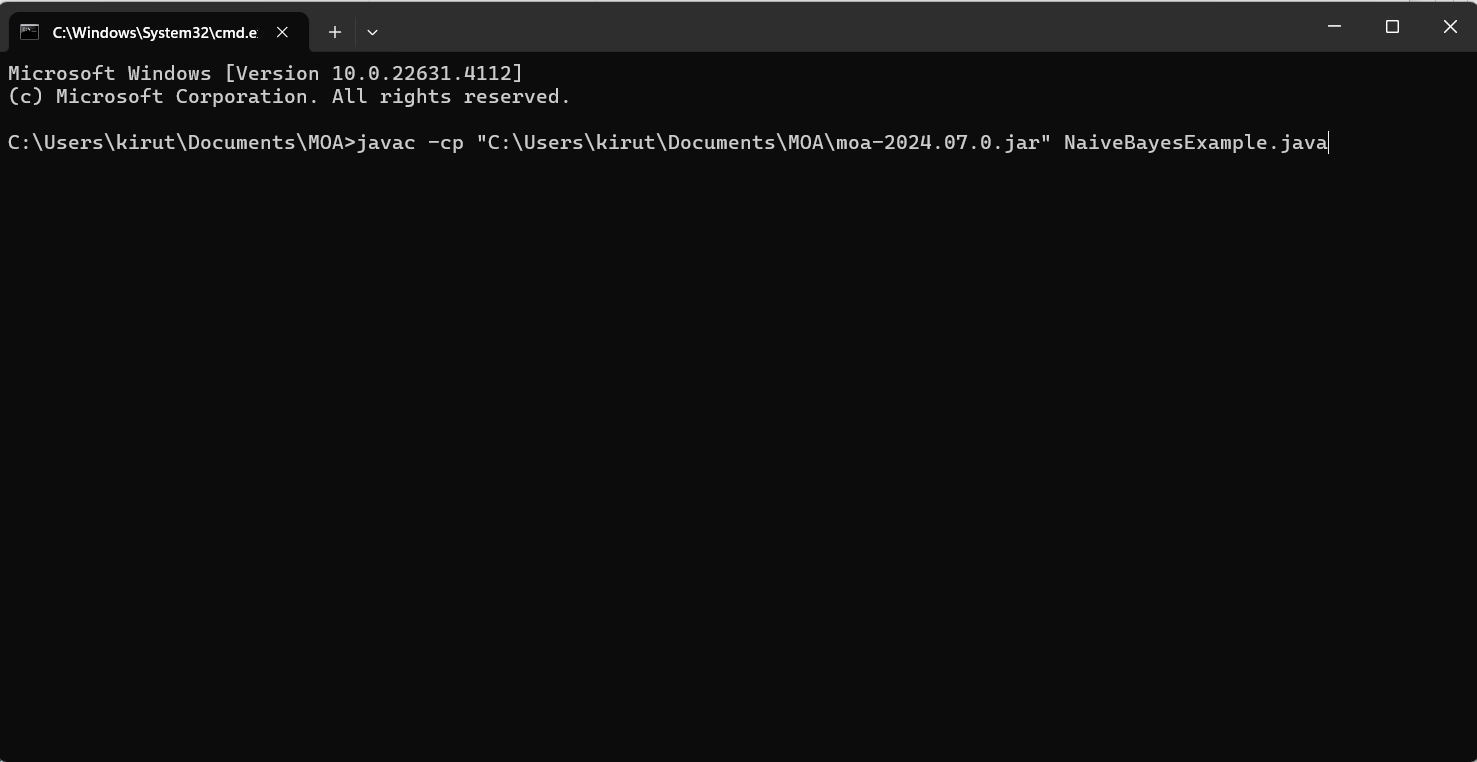 C:\Windows\System32\cmd.e
Microsoft Windows [Version 10.0.22631.4112]
(c) Microsoft Corporation. All rights reserved.
C:\Users\kirut\Documents\MOA>javac -cp "C:\Users\kirut\Documents\MOA\moa-2024.07.0.jar" NaiveBayesExample.java